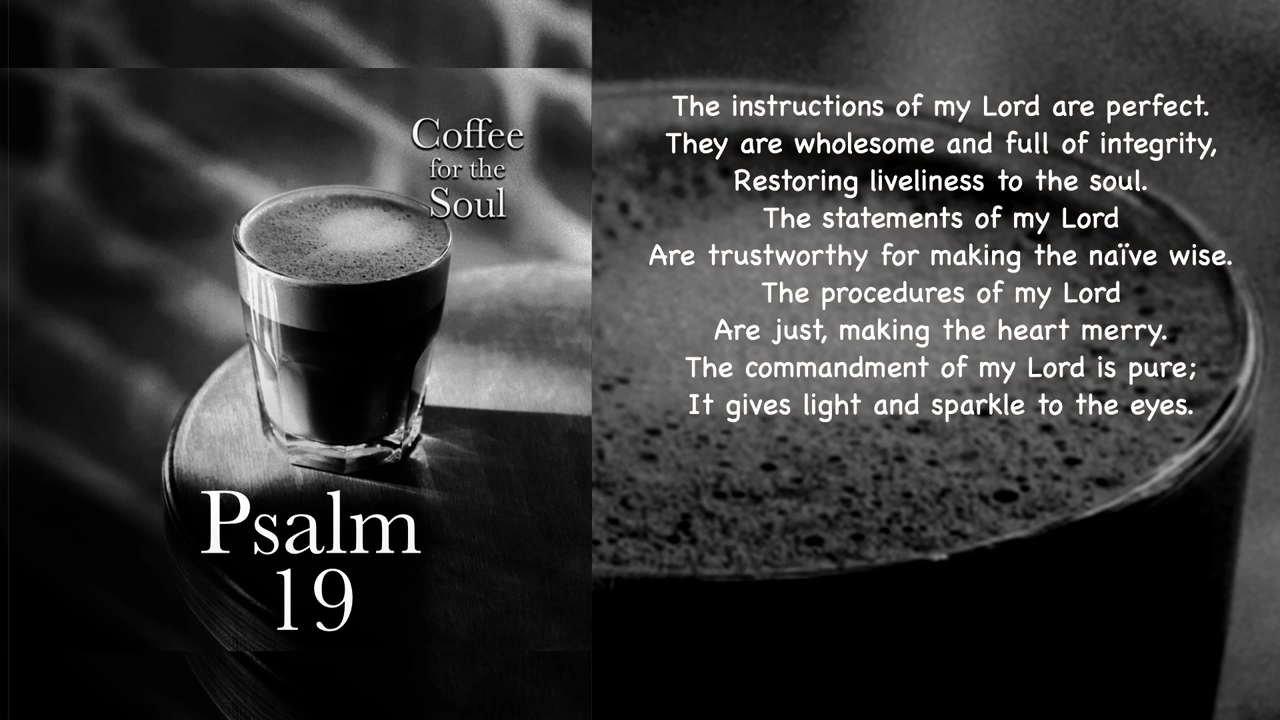 Coffee
for the
Soul
Psalm
19
The instructions of my Lord are perfect.
They are wholesome and full of integrity,
Restoring liveliness to the soul.
The statements of my Lord
Are trustworthy for making the naïve wise.
The procedures of my Lord
Are just, making the heart merry.
The commandment of my Lord is pure;
It gives light and sparkle to the eyes.